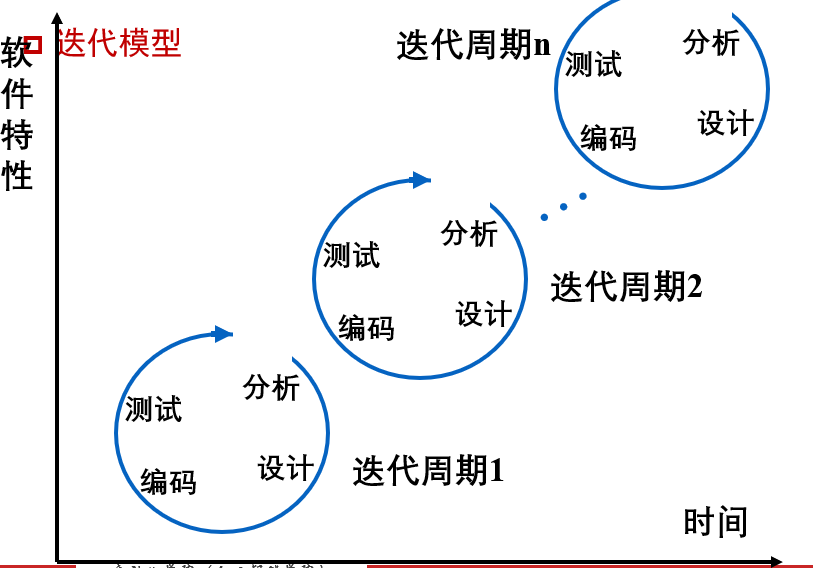 软件特性
迭代模型
迭代周期n
测试
分析
编码
设计
测试
分析
编码
设计
迭代周期2
测试
分析
编码
设计
迭代周期1
时间